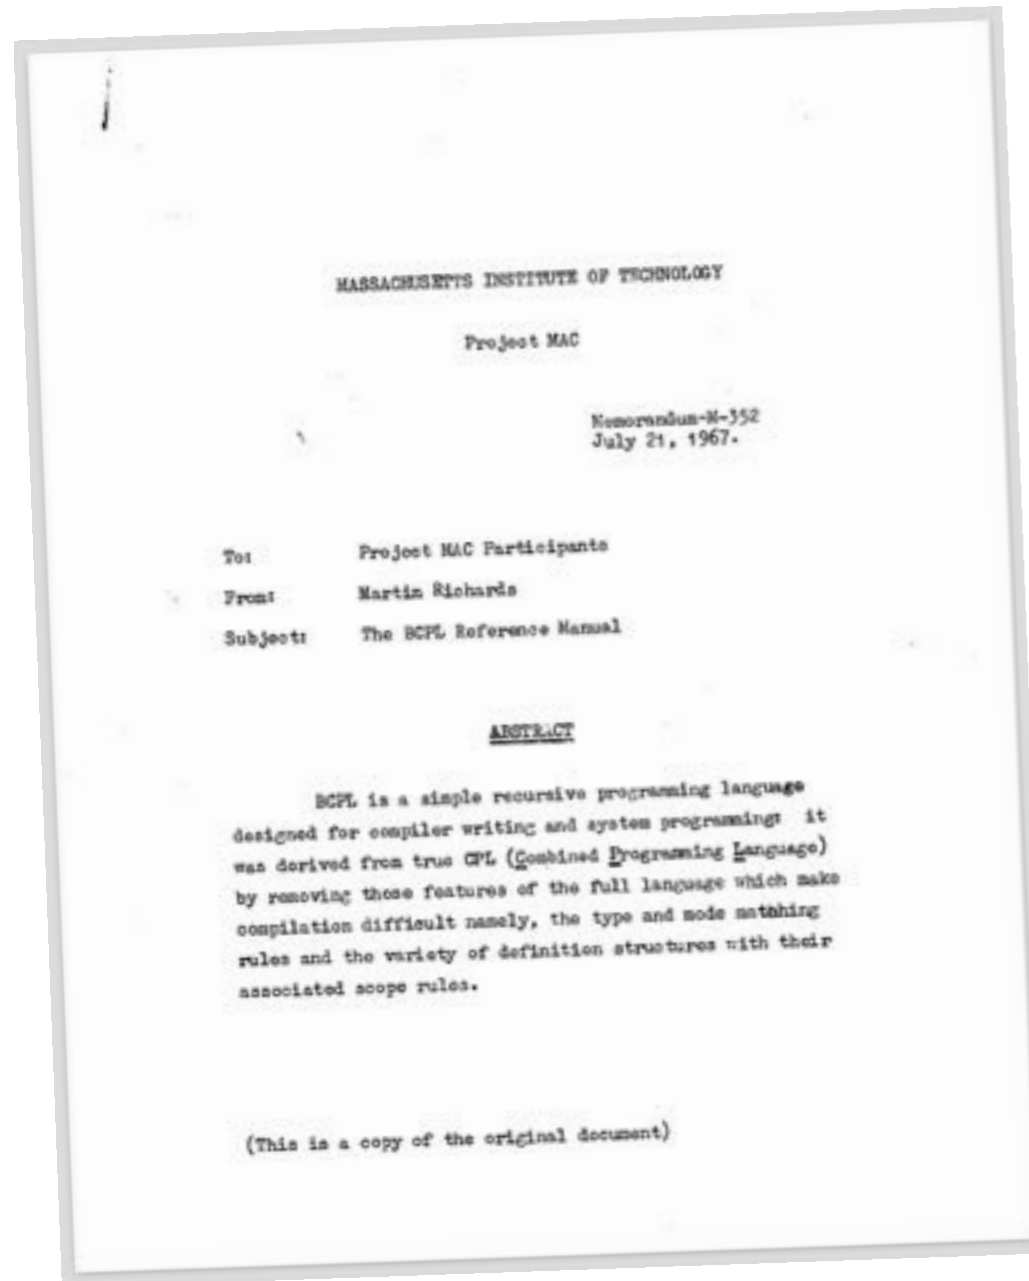 MASSACHUSETTS INSTITUTE OF TECHNOLOGY
Project MAC
Memorandum-M-352
July 21, 1967.
To: Project MAC Participants
From: Martin Richards
Subject: The BCPL Reference Manual
ABSTRACT
BCPL is a simple recursive programming language
designed for compiler writing and system programming: it
was derived from true CPL (Combined Programming Language)
by removing those features of the full language which make
compilation difficult namely, the type and mode matbhing
rules and the variety of definition structures with their
associated scope rules.
(This is a copy of the original document)